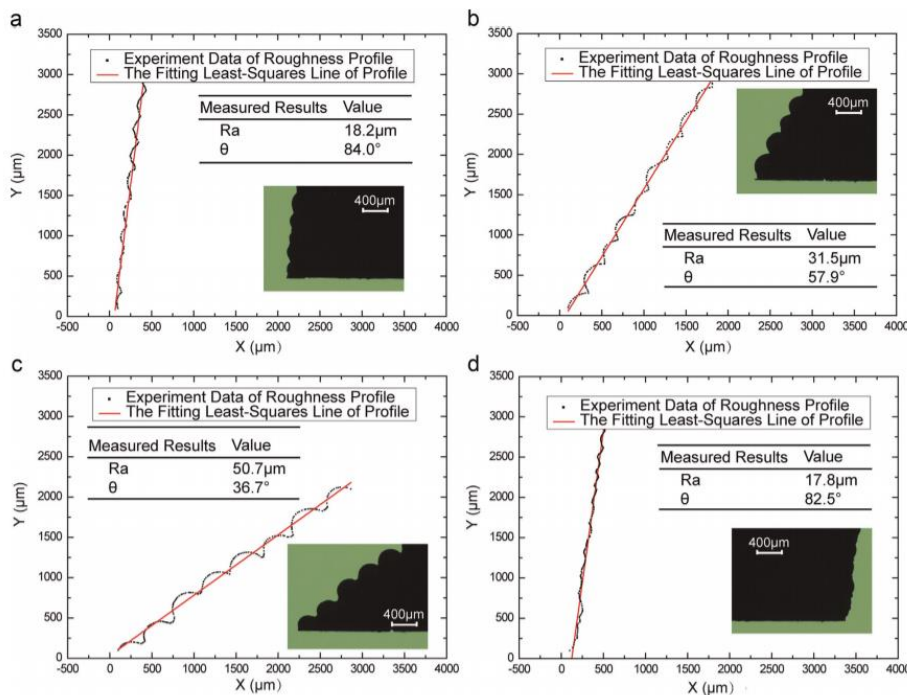 a
3500
3000
2500
2000
1500
1000
500
0
Y (μm)
-500 0 500 1000 1500 2000 2500 3000 3500 4000
X (μm)
Experiment Data of Roughness Profile
The Fitting Least-Squares Line of Profile
Measured Results Value
Ra 18.2μm
θ 84.0°
400μm
b
3500
3000
2500
2000
1500
1000
500
0
Y (μm)
-500 0 500 1000 1500 2000 2500 3000 3500 4000
X (μm)
Experiment Data of Roughness Profile
The Fitting Least-Squares Line of Profile
400μm
Measured Results Value
Ra 31.5μm
θ 57.9°
c
3500
3000
2500
2000
1500
1000
500
0
Y (μm)
-500 0 500 1000 1500 2000 2500 3000 3500 4000
X (μm)
Experiment Data of Roughness Profile
The Fitting Least-Squares Line of Profile
Measured Results Value
Ra 50.7μm
θ 36.7°
400μm
d
3500
3000
2500
2000
1500
1000
500
0
Y (μm)
-500 0 500 1000 1500 2000 2500 3000 3500 4000
X (μm)
Experiment Data of Roughness Profile
The Fitting Least-Squares Line of Profile
Measured Results Value
Ra 17.8μm
θ 82.5°
400μm